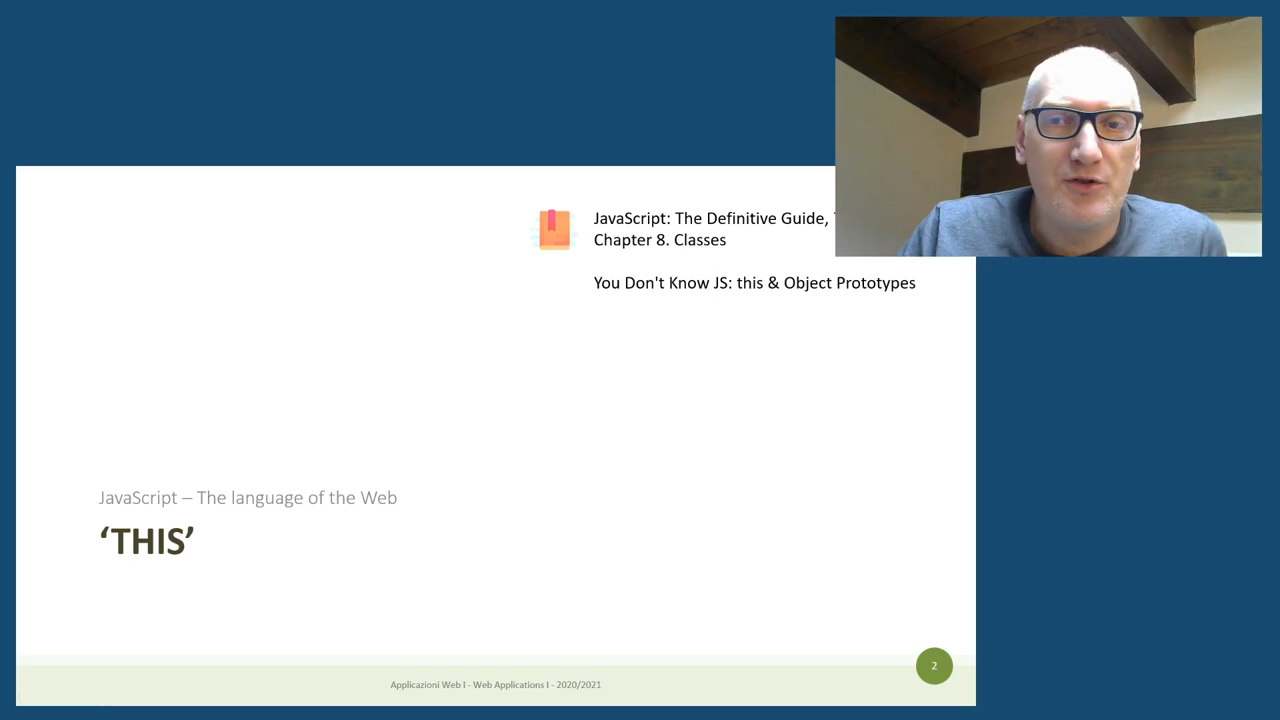 JavaScript: The Definitive Guide,
Chapter 8. Classes
You Don't Know JS: this & Object Prototypes
JavaScript – The language of the Web
‘THIS’
2
Applicazioni Web I - Web Applications I - 2020/2021